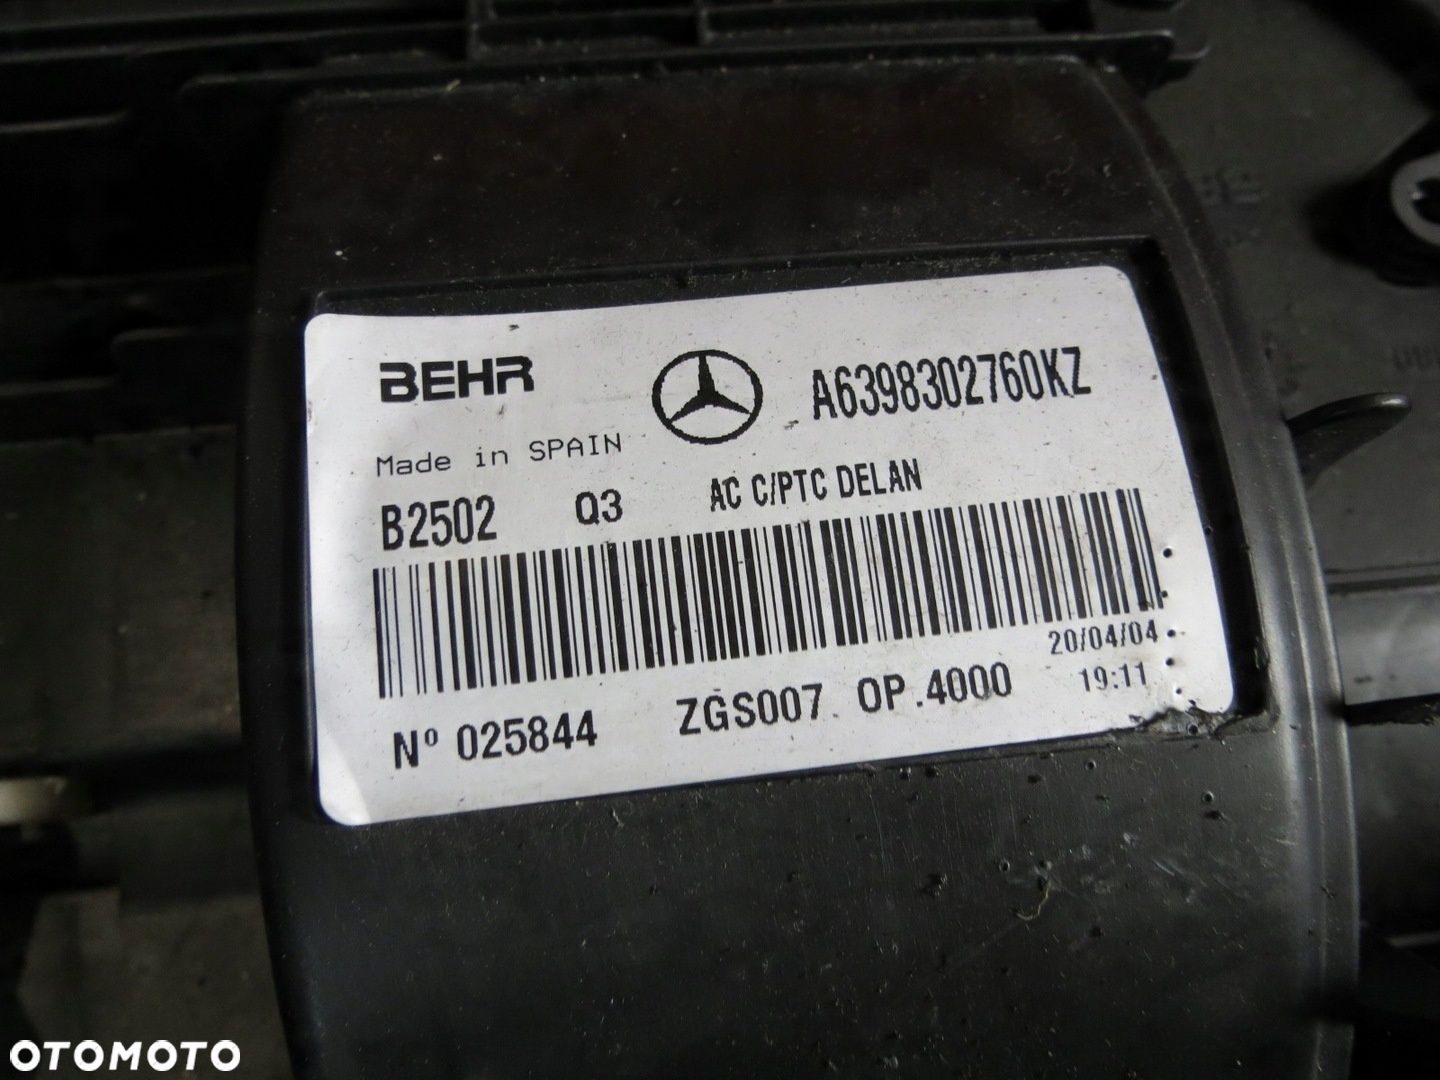 BEHR
A6398302760KZ
Made in SPAIN
B2502 Q3 AC C/PTC DELAN
20/04/04
Nº 025844 ZGS007 OP.4000 19:11
OTOMOTO